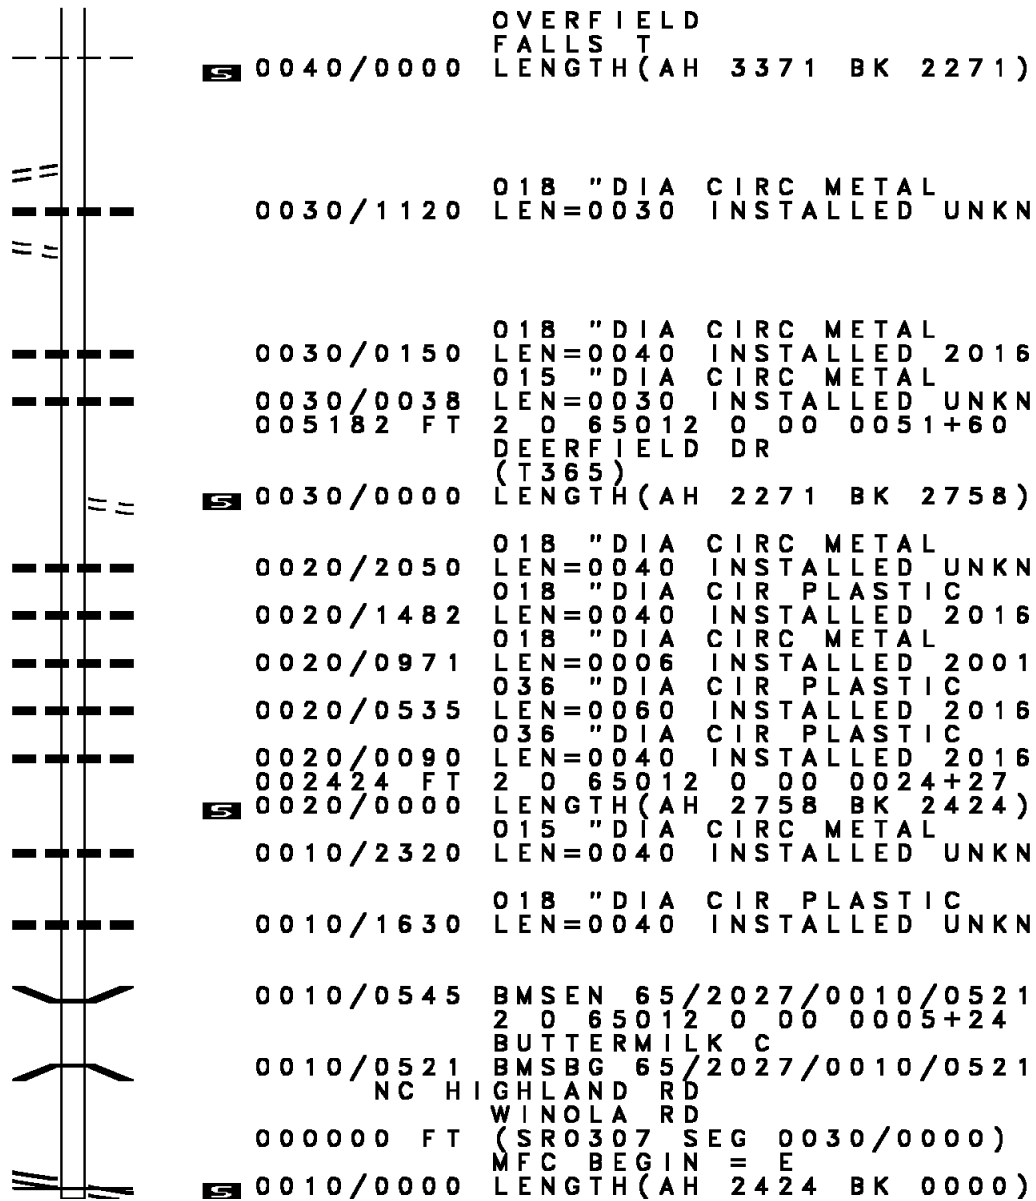 OVERFIELD
FALLS T
S 0040/0000 LENGTH(AH 3371 BK 2271)
018 "DIA CIRC METAL
0030/1120 LEN=0030 INSTALLED UNKN
018 "DIA CIRC METAL
0030/0150 LEN=0040 INSTALLED 2016
015 "DIA CIRC METAL
0030/0038 LEN=0030 INSTALLED UNKN
005182 FT 2 0 65012 0 00 0051+60
DEERFIELD DR
(T365)
S 0030/0000 LENGTH(AH 2271 BK 2758)
018 "DIA CIRC METAL
0020/2050 LEN=0040 INSTALLED UNKN
018 "DIA CIR PLASTIC
0020/1482 LEN=0040 INSTALLED 2016
018 "DIA CIRC METAL
0020/0971 LEN=0006 INSTALLED 2001
036 "DIA CIR PLASTIC
0020/0535 LEN=0060 INSTALLED 2016
036 "DIA CIR PLASTIC
0020/0090 LEN=0040 INSTALLED 2016
002424 FT 2 0 65012 0 00 0024+27
S 0020/0000 LENGTH(AH 2758 BK 2424)
015 "DIA CIRC METAL
0010/2320 LEN=0040 INSTALLED UNKN
018 "DIA CIR PLASTIC
0010/1630 LEN=0040 INSTALLED UNKN
0010/0545 BMSEN 65/2027/0010/0521
2 0 65012 0 00 0005+24
BUTTERMILK C
0010/0521 BMSBG 65/2027/0010/0521
NC HIGHLAND RD
WINOLA RD
000000 FT (SR0307 SEG 0030/0000)
MFC BEGIN = E
S 0010/0000 LENGTH(AH 2424 BK 0000)